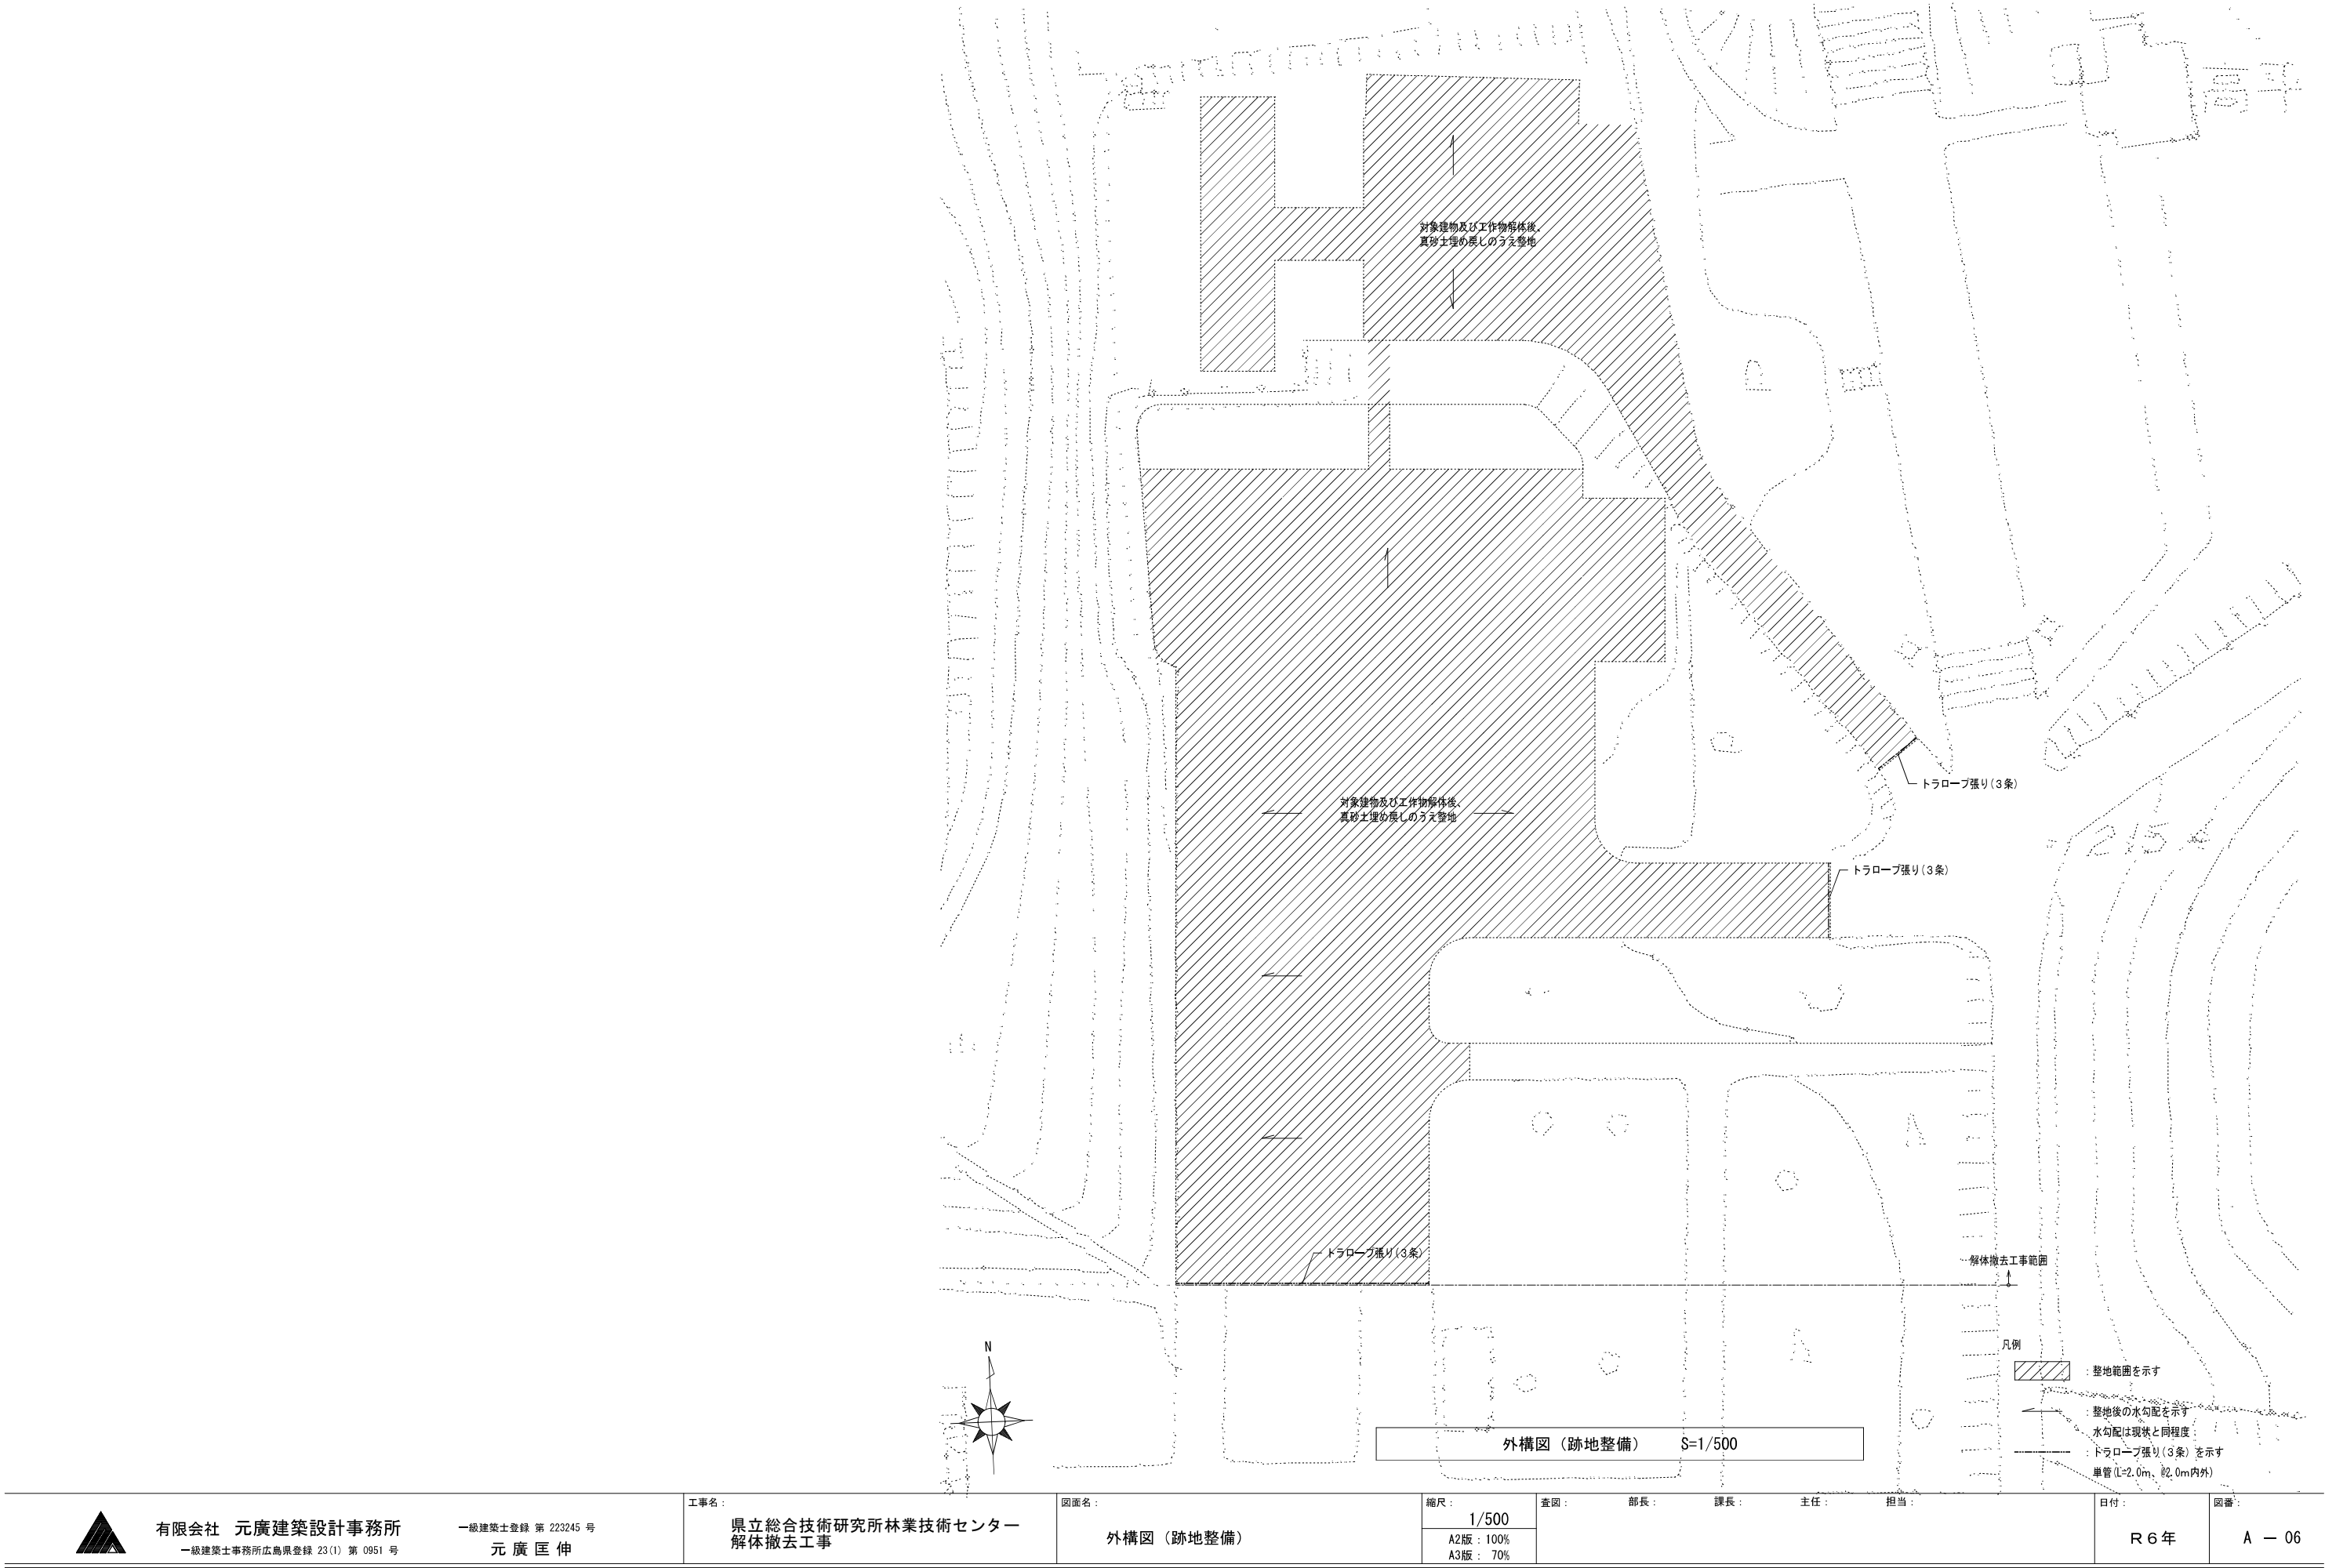 対象建物及び工作物解体後、
真砂土埋め戻しのうえ整地
トラロープ張り(3条)
対象建物及び工作物解体後、
真砂土埋め戻しのうえ整地
トラロープ張り(3条)
トラロープ張り(3条)
解体撤去工事範囲
N
凡例
:整地範囲を示す
:整地後の水勾配を示す
水勾配は現状と同程度
:トラロープ張り(3条)を示す
単管(L=2.0m、@2.0m内外)
外構図(跡地整備) S=1/500
有限会社 元廣建築設計事務所
一級建築士事務所広島県登録 23(1) 第 0951 号
一級建築士登録 第 223245 号
元廣匡伸
工事名:
県立総合技術研究所林業技術センター
解体撤去工事
図面名:
外構図(跡地整備)
縮尺:
1/500
A2版:100%
A3版: 70%
査図: 部長: 課長: 主任: 担当:
日付:
R6年
図番:
A - 06